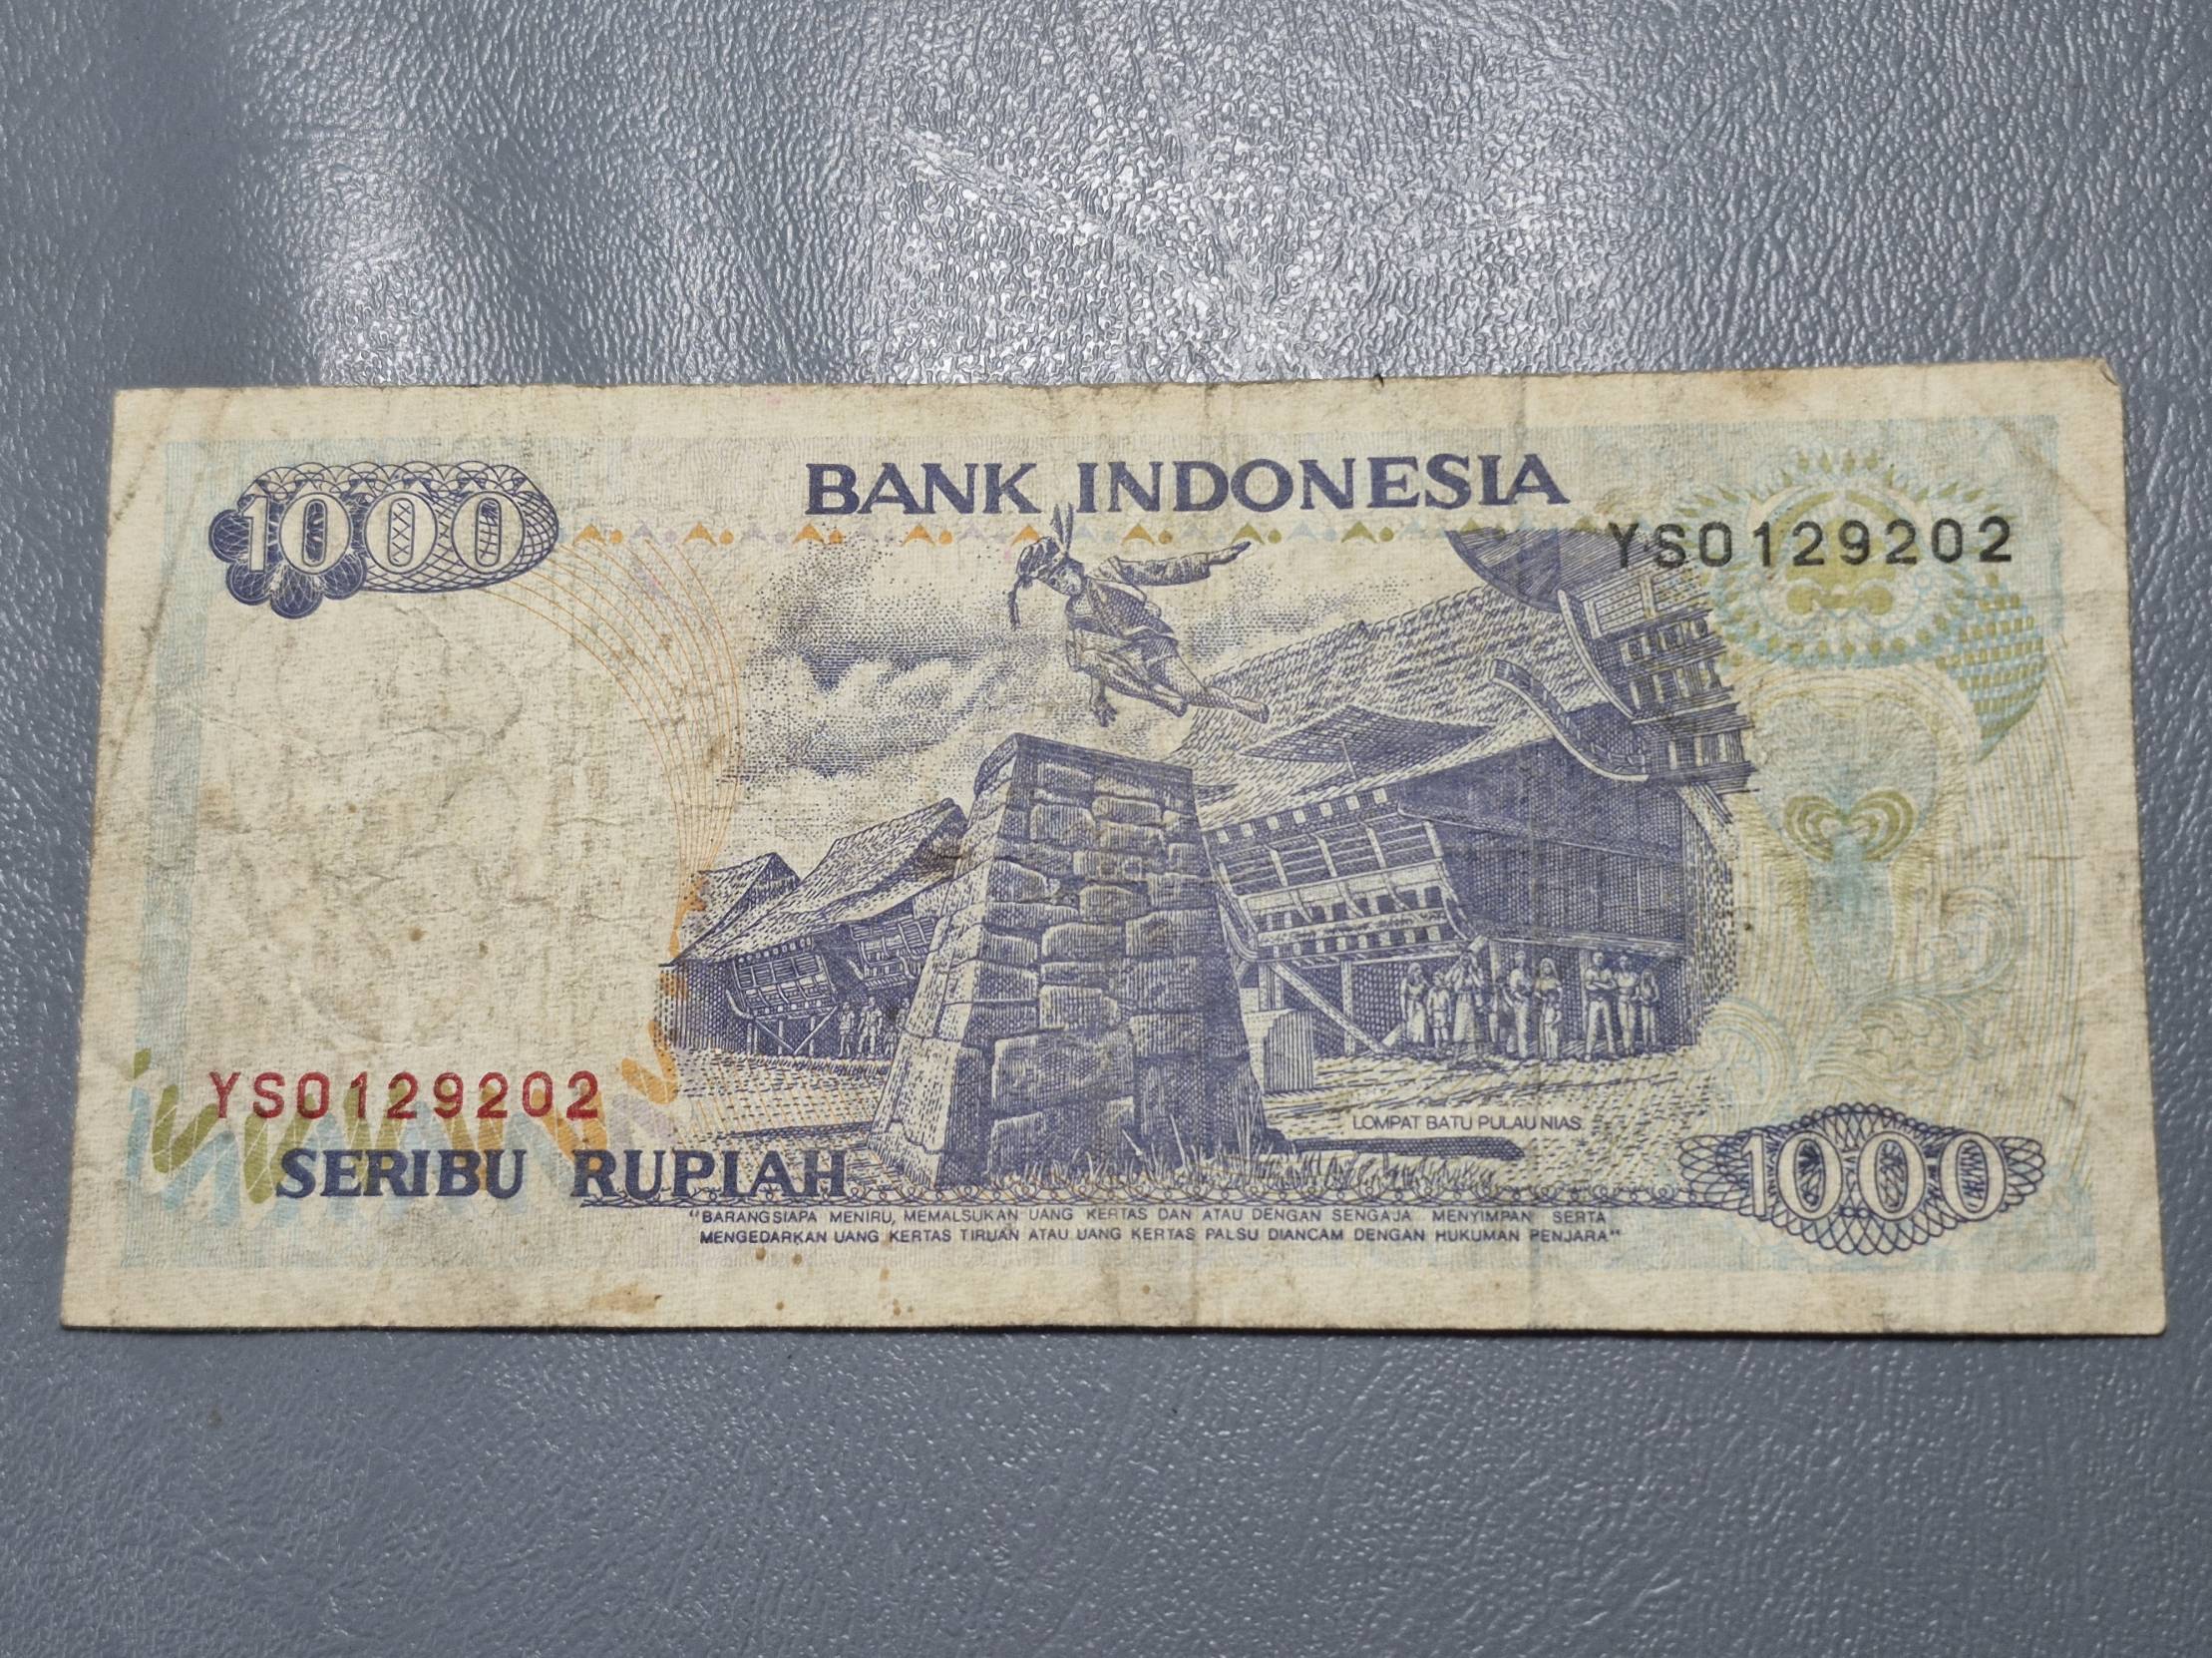 BANK INDONESIA
1000
YS0129202
YS0129202
LOMPAT BATU PULAU NIAS
SERIBU RUPIAH
1000
"BARANGSIAPA MENIRU, MEMALSUKAN UANG KERTAS DAN ATAU DENGAN SENGAJA MENYIMPAN SERTA
MENGEDARKAN UANG KERTAS TIRUAN ATAU UANG KERTAS PALSU DIANCAM DENGAN HUKUMAN PENJARA"